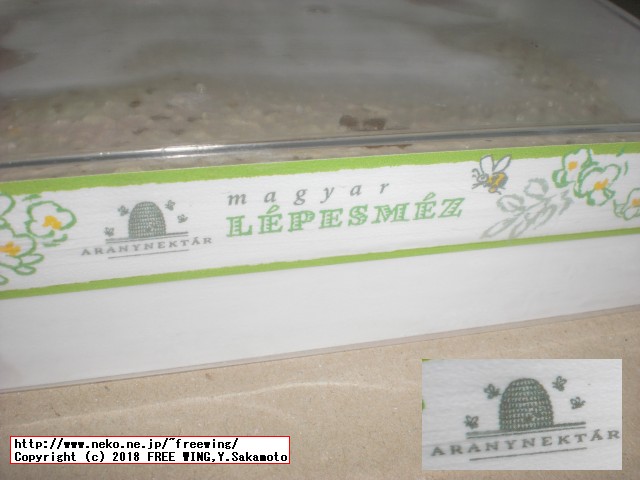 magyar
LÉPESMÉZ
ARANYNEKTÁR
ARANYNEKTÁR
http://www.neko.ne.jp/~freewing/
Copyright (c) 2018 FREE WING,Y.Sakamoto